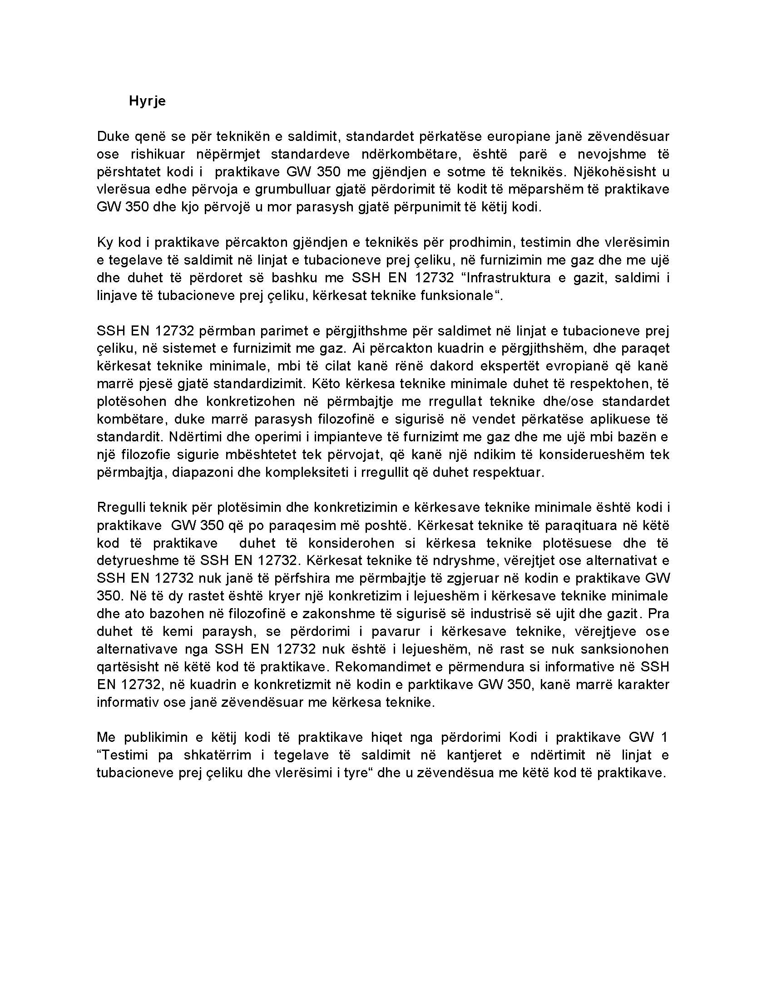 Hyrje
Duke qenë se për teknikën e saldimit, standardet përkatëse europiane janë zëvendësuar
ose rishikuar nëpërmjet standardeve ndërkombëtare, është parë e nevojshme të
përshtatet kodi i praktikave GW 350 me gjëndjen e sotme të teknikës. Njëkohësisht u
vlerësua edhe përvoja e grumbulluar gjatë përdorimit të kodit të mëparshëm të praktikave
GW 350 dhe kjo përvojë u mor parasysh gjatë përpunimit të këtij kodi.
Ky kod i praktikave përcakton gjëndjen e teknikës për prodhimin, testimin dhe vlerësimin
e tegelave të saldimit në linjat e tubacioneve prej çeliku, në furnizimin me gaz dhe me ujë
dhe duhet të përdoret së bashku me SSH EN 12732 “Infrastruktura e gazit, saldimi i
linjave të tubacioneve prej çeliku, kërkesat teknike funksionale“.
SSH EN 12732 përmban parimet e përgjithshme për saldimet në linjat e tubacioneve prej
çeliku, në sistemet e furnizimit me gaz. Ai përcakton kuadrin e përgjithshëm, dhe paraqet
kërkesat teknike minimale, mbi të cilat kanë rënë dakord ekspertët evropianë që kanë
marrë pjesë gjatë standardizimit. Këto kërkesa teknike minimale duhet të respektohen, të
plotësohen dhe konkretizohen në përmbajtje me rregullat teknike dhe/ose standardet
kombëtare, duke marrë parasysh filozofinë e sigurisë në vendet përkatëse aplikuese të
standardit. Ndërtimi dhe operimi i impianteve të furnizimt me gaz dhe me ujë mbi bazën e
një filozofie sigurie mbështetet tek përvojat, që kanë një ndikim të konsiderueshëm tek
përmbajtja, diapazoni dhe kompleksiteti i rregullit që duhet respektuar.
Rregulli teknik për plotësimin dhe konkretizimin e kërkesave teknike minimale është kodi i
praktikave GW 350 që po paraqesim më poshtë. Kërkesat teknike të paraqituara në këtë
kod të praktikave duhet të konsiderohen si kërkesa teknike plotësuese dhe të
detyrueshme të SSH EN 12732. Kërkesat teknike të ndryshme, vërejtjet ose alternativat e
SSH EN 12732 nuk janë të përfshira me përmbajtje të zgjeruar në kodin e praktikave GW
350. Në të dy rastet është kryer një konkretizim i lejueshëm i kërkesave teknike minimale
dhe ato bazohen në filozofinë e zakonshme të sigurisë së industrisë së ujit dhe gazit. Pra
duhet të kemi paraysh, se përdorimi i pavarur i kërkesave teknike, vërejtjeve ose
alternativave nga SSH EN 12732 nuk është i lejueshëm, në rast se nuk sanksionohen
qartësisht në këtë kod të praktikave. Rekomandimet e përmendura si informative në SSH
EN 12732, në kuadrin e konkretizmit në kodin e parktikave GW 350, kanë marrë karakter
informativ ose janë zëvendësuar me kërkesa teknike.
Me publikimin e këtij kodi të praktikave hiqet nga përdorimi Kodi i praktikave GW 1
“Testimi pa shkatërrim i tegelave të saldimit në kantjeret e ndërtimit në linjat e
tubacioneve prej çeliku dhe vlerësimi i tyre“ dhe u zëvendësua me këtë kod të praktikave.